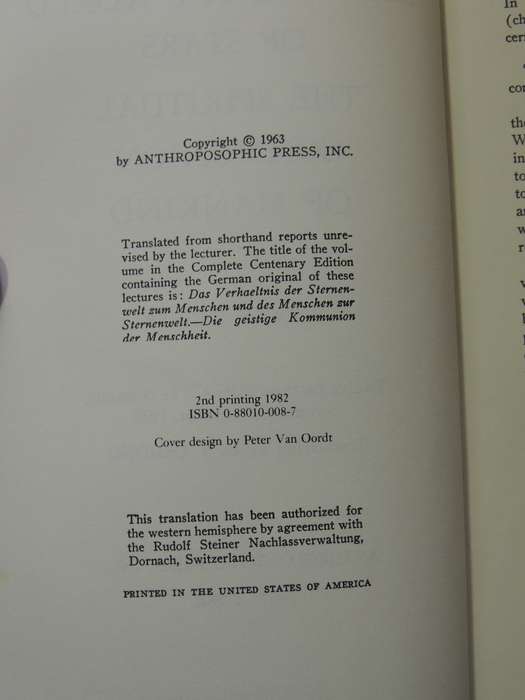 Copyright © 1963
by ANTHROPOSOPHIC PRESS, INC.
Translated from shorthand reports unre-
vised by the lecturer. The title of the vol-
ume in the Complete Centenary Edition
containing the German original of these
lectures is: Das Verhaeltnis der Sternen-
welt zum Menschen und des Menschen zur
Sternenwelt.—Die geistige Kommunion
der Menschheit.
2nd printing 1982
ISBN 0-88010-008-7
Cover design by Peter Van Oordt
This translation has been authorized for
the western hemisphere by agreement with
the Rudolf Steiner Nachlassverwaltung,
Dornach, Switzerland.
PRINTED IN THE UNITED STATES OF AMERICA
In